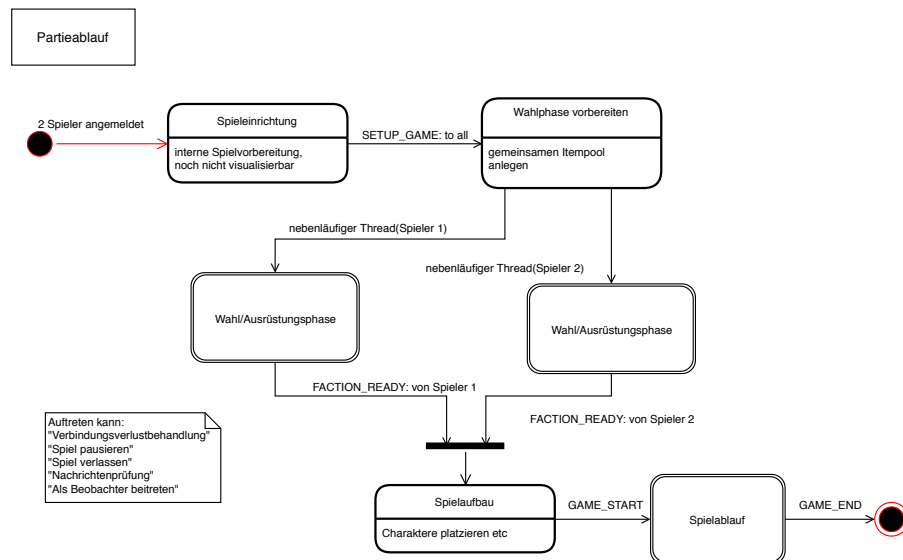 Partieablauf
2 Spieler angemeldet
Spieleinrichtung
interne Spielvorbereitung,
noch nicht visualisierbar
SETUP_GAME: to all
Wahlphase vorbereiten
gemeinsamen Itempool
anlegen
nebenläufiger Thread(Spieler 1)
nebenläufiger Thread(Spieler 2)
Wahl/Ausrüstungsphase
Wahl/Ausrüstungsphase
FACTION_READY: von Spieler 1
FACTION_READY: von Spieler 2
Auftreten kann:
"Verbindungsverlustbehandlung"
"Spiel pausieren"
"Spiel verlassen"
"Nachrichtenprüfung"
"Als Beobachter beitreten"
Spielaufbau
Charaktere platzieren etc
GAME_START
Spielablauf
GAME_END